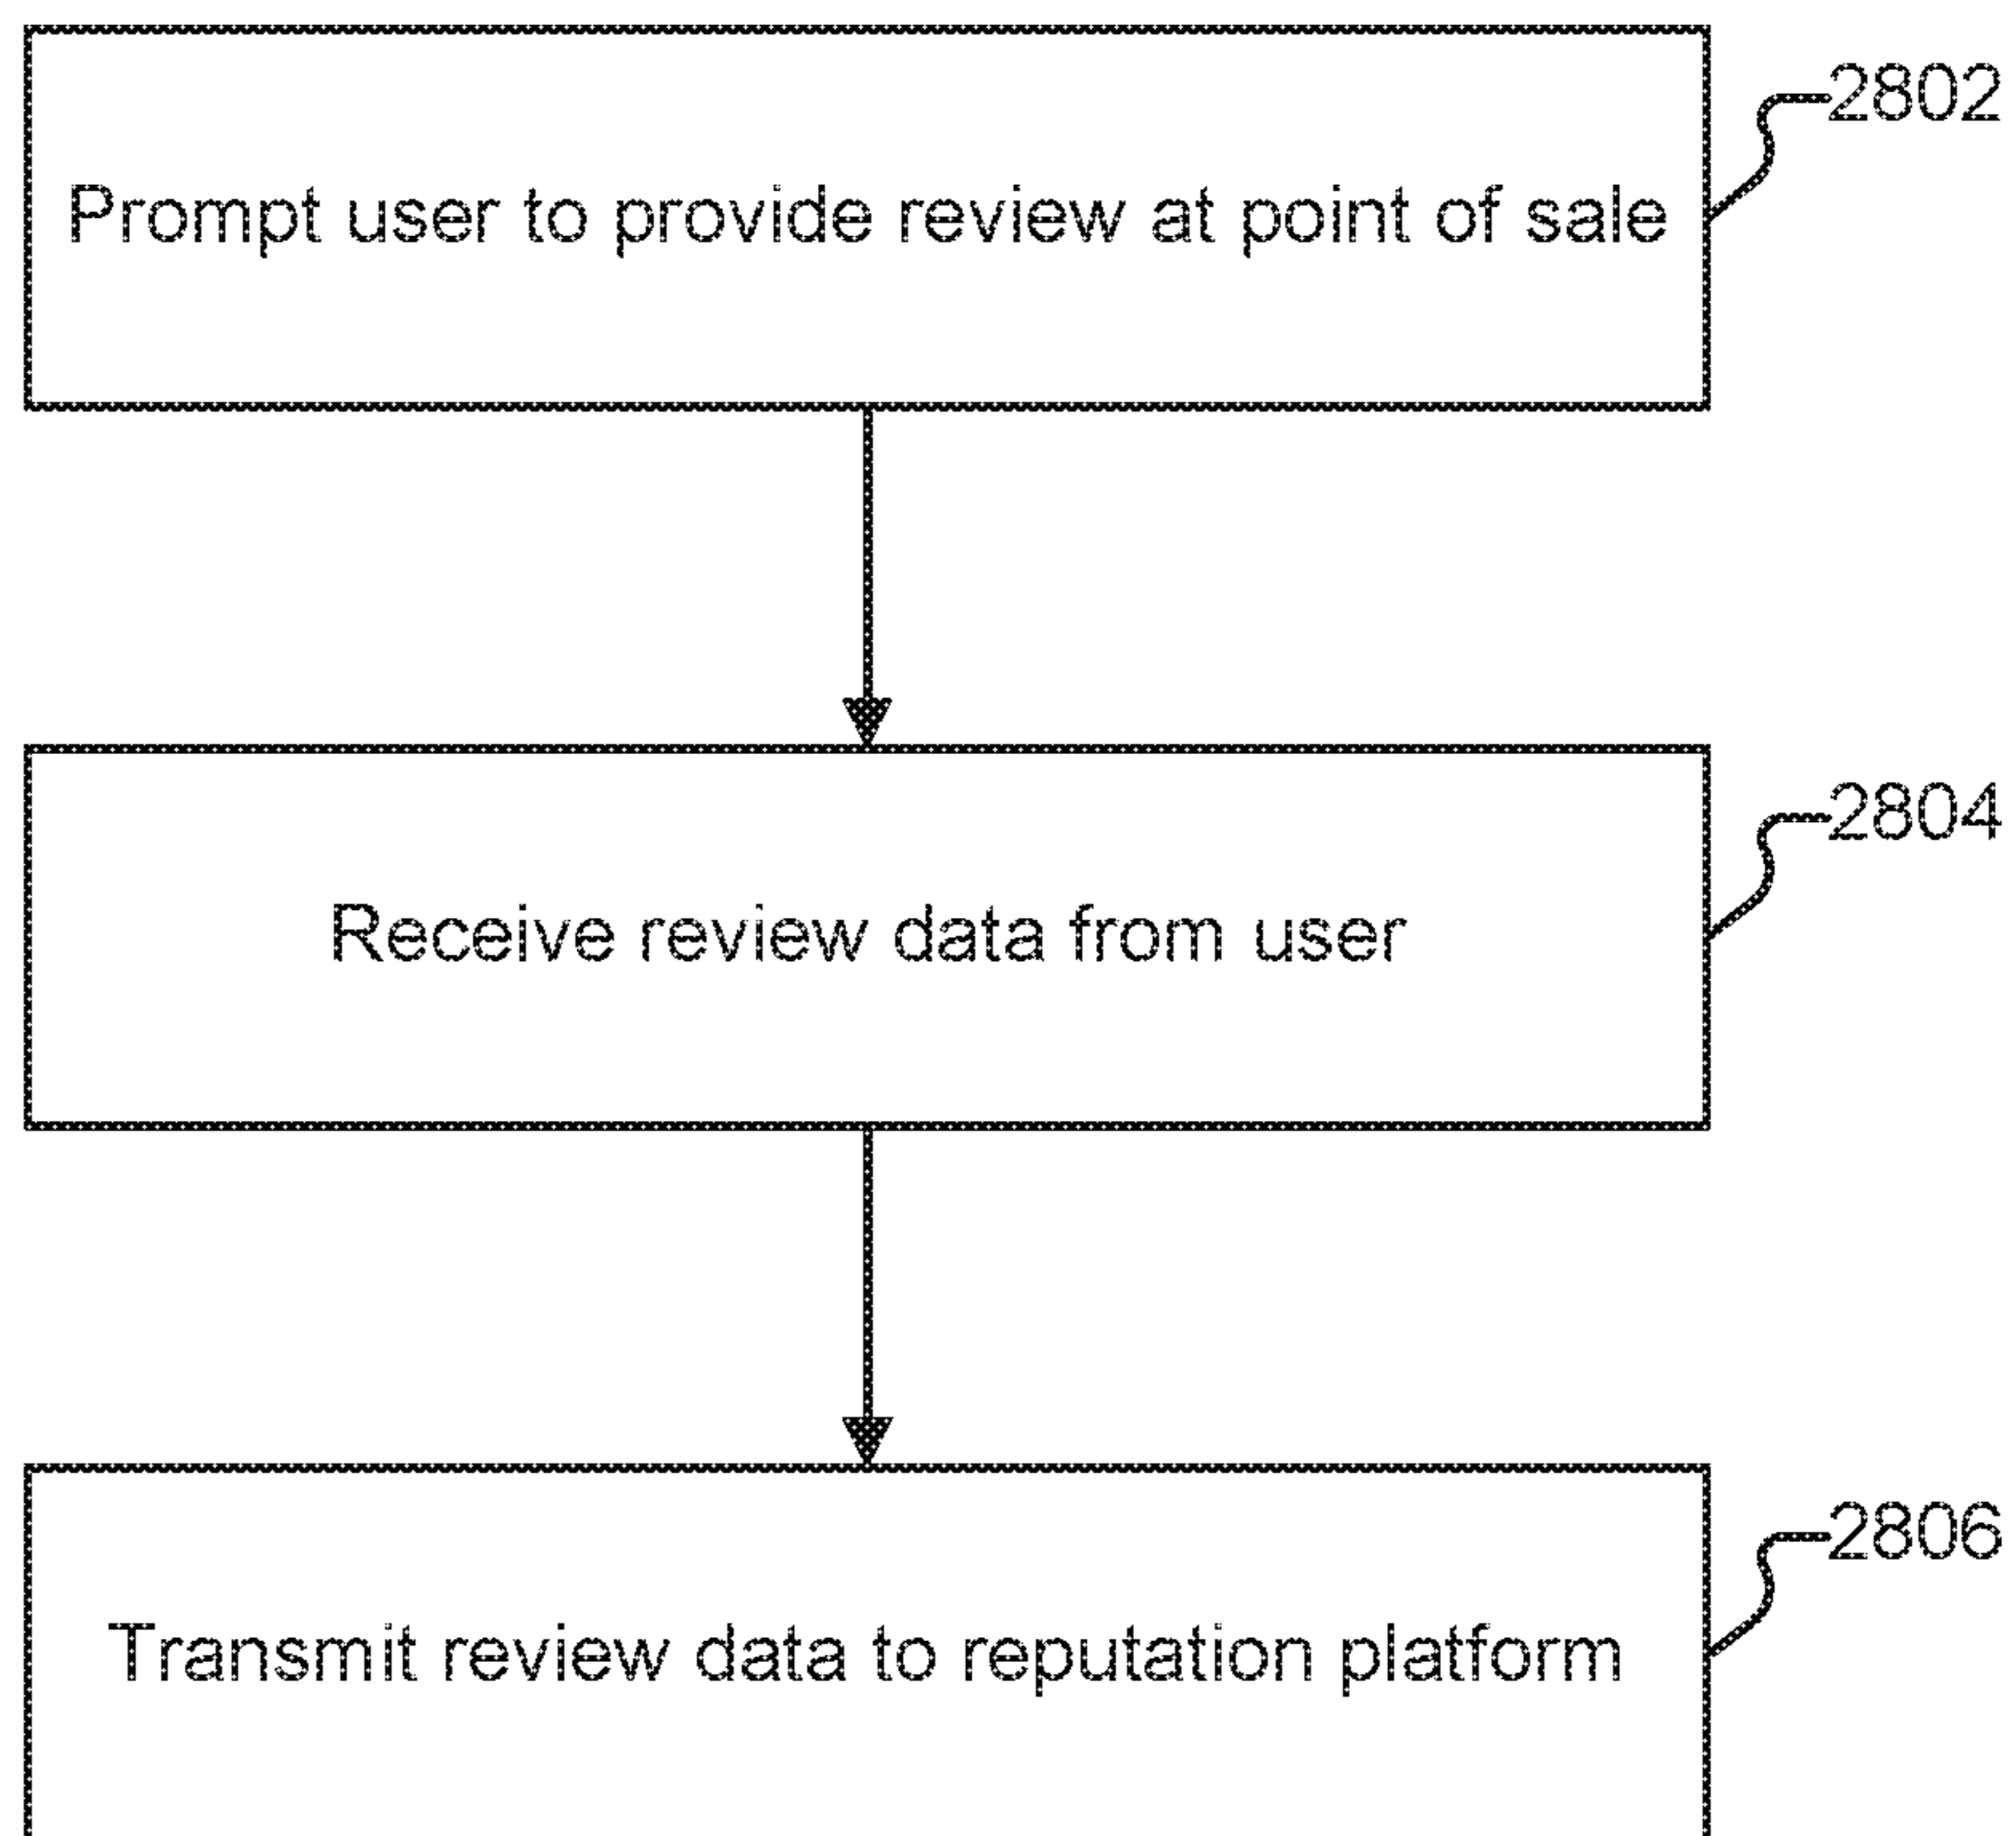 2802
Prompt user to provide review at point of sale
2804
Receive review data from user
2806
Transmit review data to reputation platform